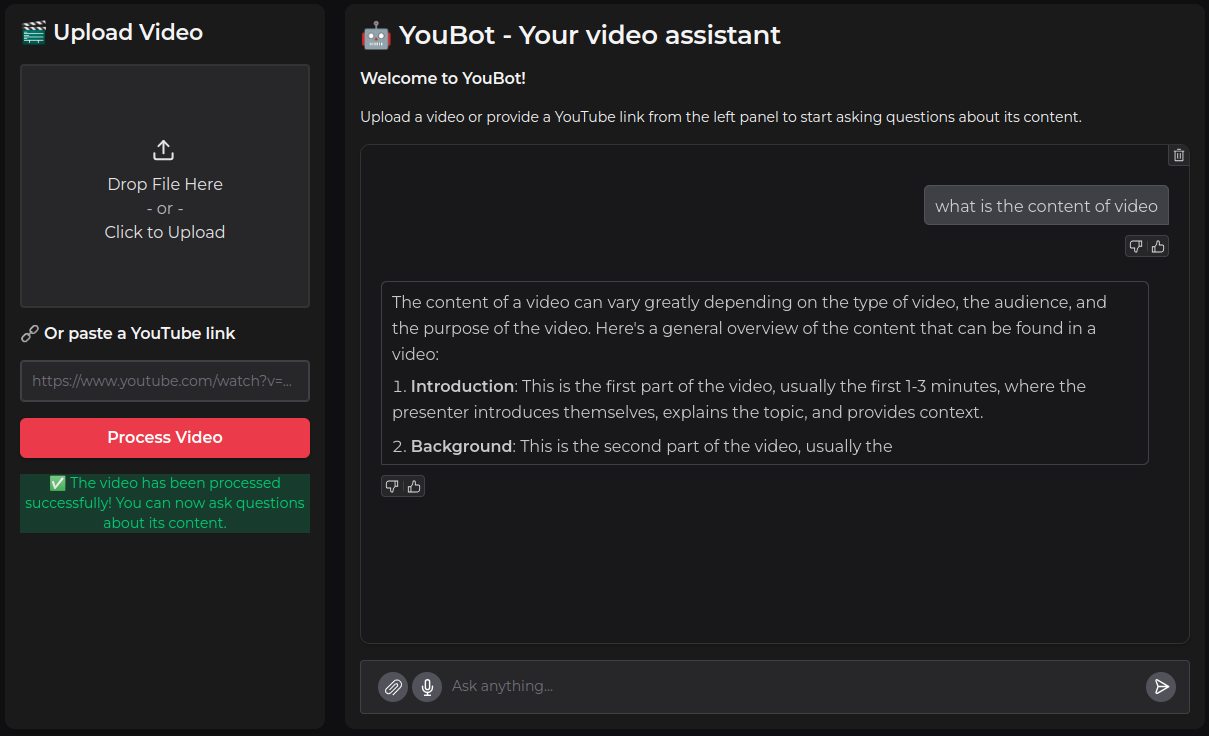 🎬 Upload Video
Drop File Here
- or -
Click to Upload
🔗 Or paste a YouTube link
https://www.youtube.com/watch?v=...
Process Video
✅ The video has been processed
successfully! You can now ask questions
about its content.
🤖 YouBot - Your video assistant
Welcome to YouBot!
Upload a video or provide a YouTube link from the left panel to start asking questions about its content.
what is the content of video
The content of a video can vary greatly depending on the type of video, the audience, and
the purpose of the video. Here's a general overview of the content that can be found in a
video:
1. Introduction: This is the first part of the video, usually the first 1-3 minutes, where the
presenter introduces themselves, explains the topic, and provides context.
2. Background: This is the second part of the video, usually the
Ask anything...